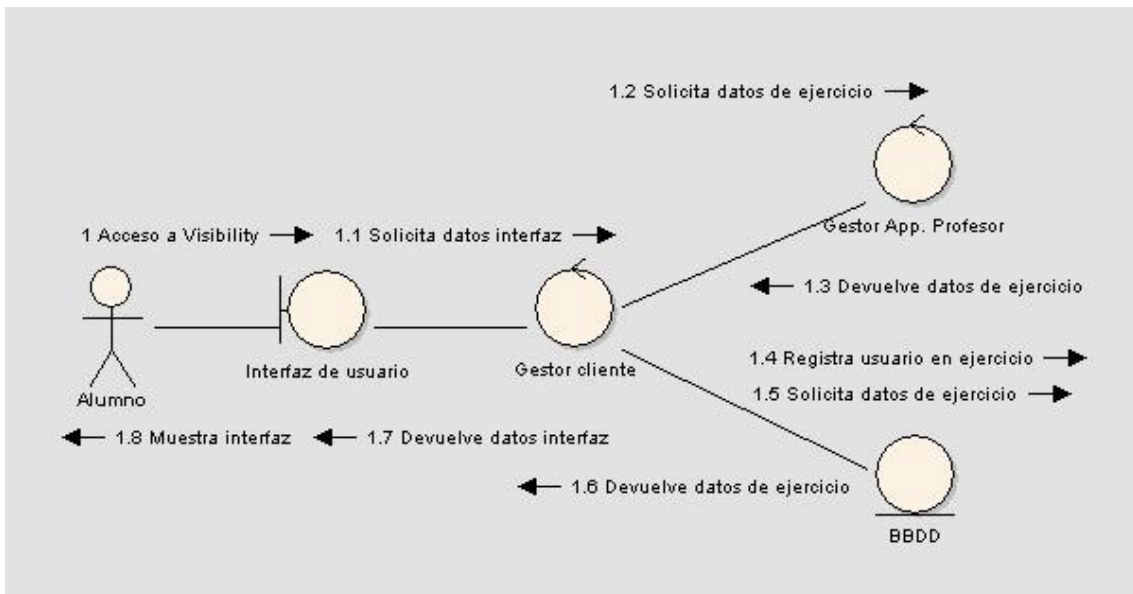 1.2 Solicita datos de ejercicio
Gestor App. Profesor
1 Acceso a Visibility
1.1 Solicita datos interfaz
1.3 Devuelve datos de ejercicio
1.4 Registra usuario en ejercicio
Interfaz de usuario
Gestor cliente
1.5 Solicita datos de ejercicio
Alumno
1.8 Muestra interfaz
1.7 Devuelve datos interfaz
1.6 Devuelve datos de ejercicio
BBDD